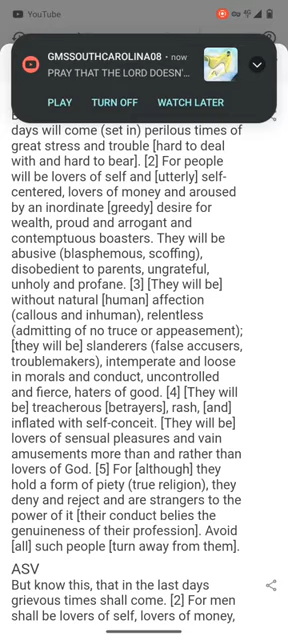 YouTube
GMSSOUTHCAROLINA08 • now
PRAY THAT THE LORD DOESN'...
PLAY TURN OFF WATCH LATER
days will come (set in) perilous times of
great stress and trouble [hard to deal
with and hard to bear]. [2] For people
will be lovers of self and [utterly] self-
centered, lovers of money and aroused
by an inordinate [greedy] desire for
wealth, proud and arrogant and
contemptuous boasters. They will be
abusive (blasphemous, scoffing),
disobedient to parents, ungrateful,
unholy and profane. [3] [They will be]
without natural [human] affection
(callous and inhuman), relentless
(admitting of no truce or appeasement);
[they will be] slanderers (false accusers,
troublemakers), intemperate and loose
in morals and conduct, uncontrolled
and fierce, haters of good. [4] [They will
be] treacherous [betrayers], rash, [and]
inflated with self-conceit. [They will be]
lovers of sensual pleasures and vain
amusements more than and rather than
lovers of God. [5] For [although] they
hold a form of piety (true religion), they
deny and reject and are strangers to the
power of it [their conduct belies the
genuineness of their profession]. Avoid
[all] such people [turn away from them].
ASV
But know this, that in the last days
grievous times shall come. [2] For men
shall be lovers of self, lovers of money,